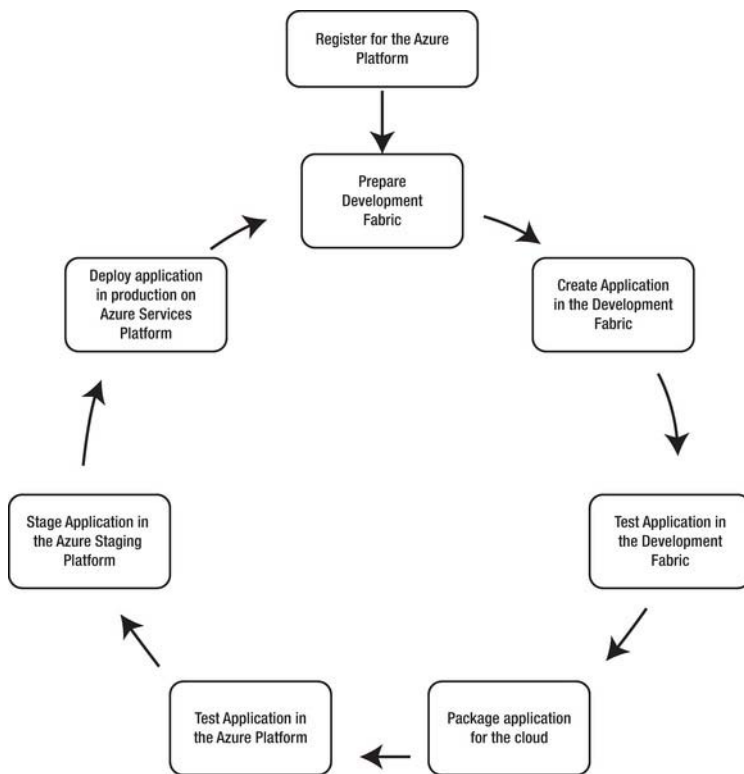 Register for the Azure
Platform
Prepare
Development
Fabric
Create Application
in the Development
Fabric
Test Application in
the Development
Fabric
Package application
for the cloud
Test Application in
the Azure Platform
Stage Application in
the Azure Staging
Platform
Deploy application
in production on
Azure Services
Platform